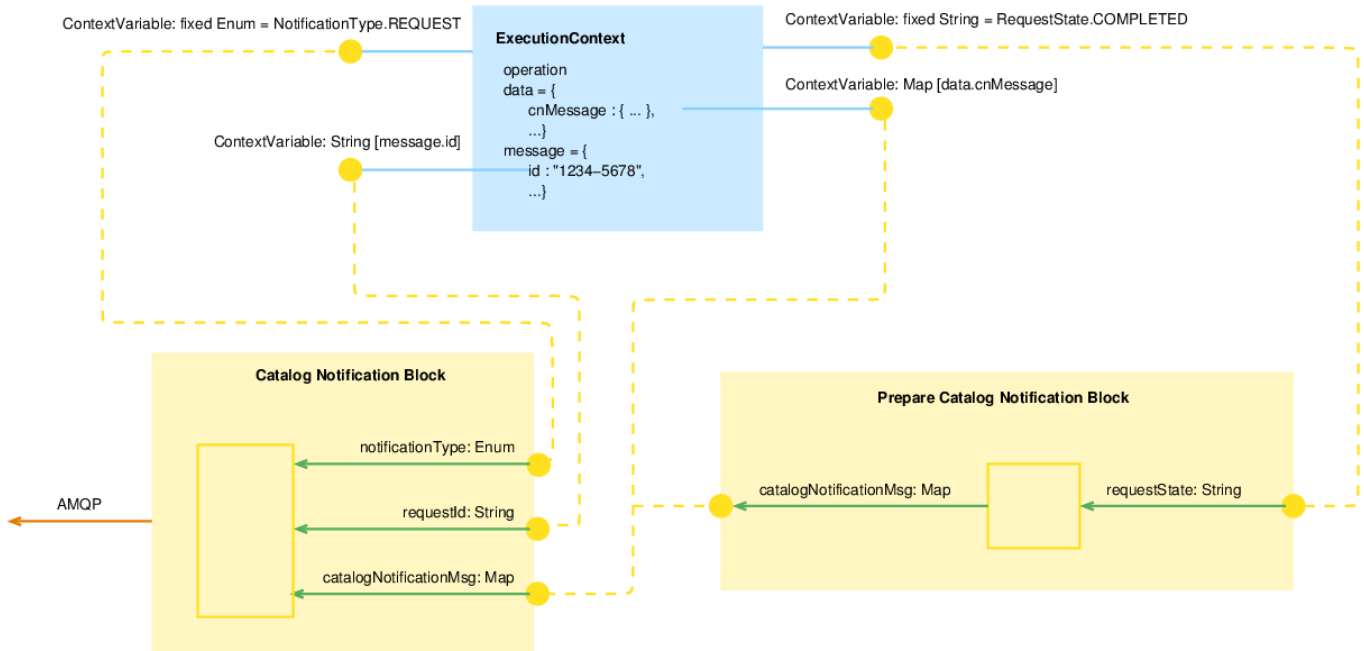 ContextVariable: fixed Enum = NotificationType.REQUEST
ContextVariable: fixed String = RequestState.COMPLETED
ExecutionContext
operation
data = {
cnMessage : { ... },
...}
message = {
id : "1234–5678",
...}
ContextVariable: Map [data.cnMessage]
ContextVariable: String [message.id]
Catalog Notification Block
notificationType: Enum
requestId: String
catalogNotificationMsg: Map
AMQP
Prepare Catalog Notification Block
catalogNotificationMsg: Map
requestState: String